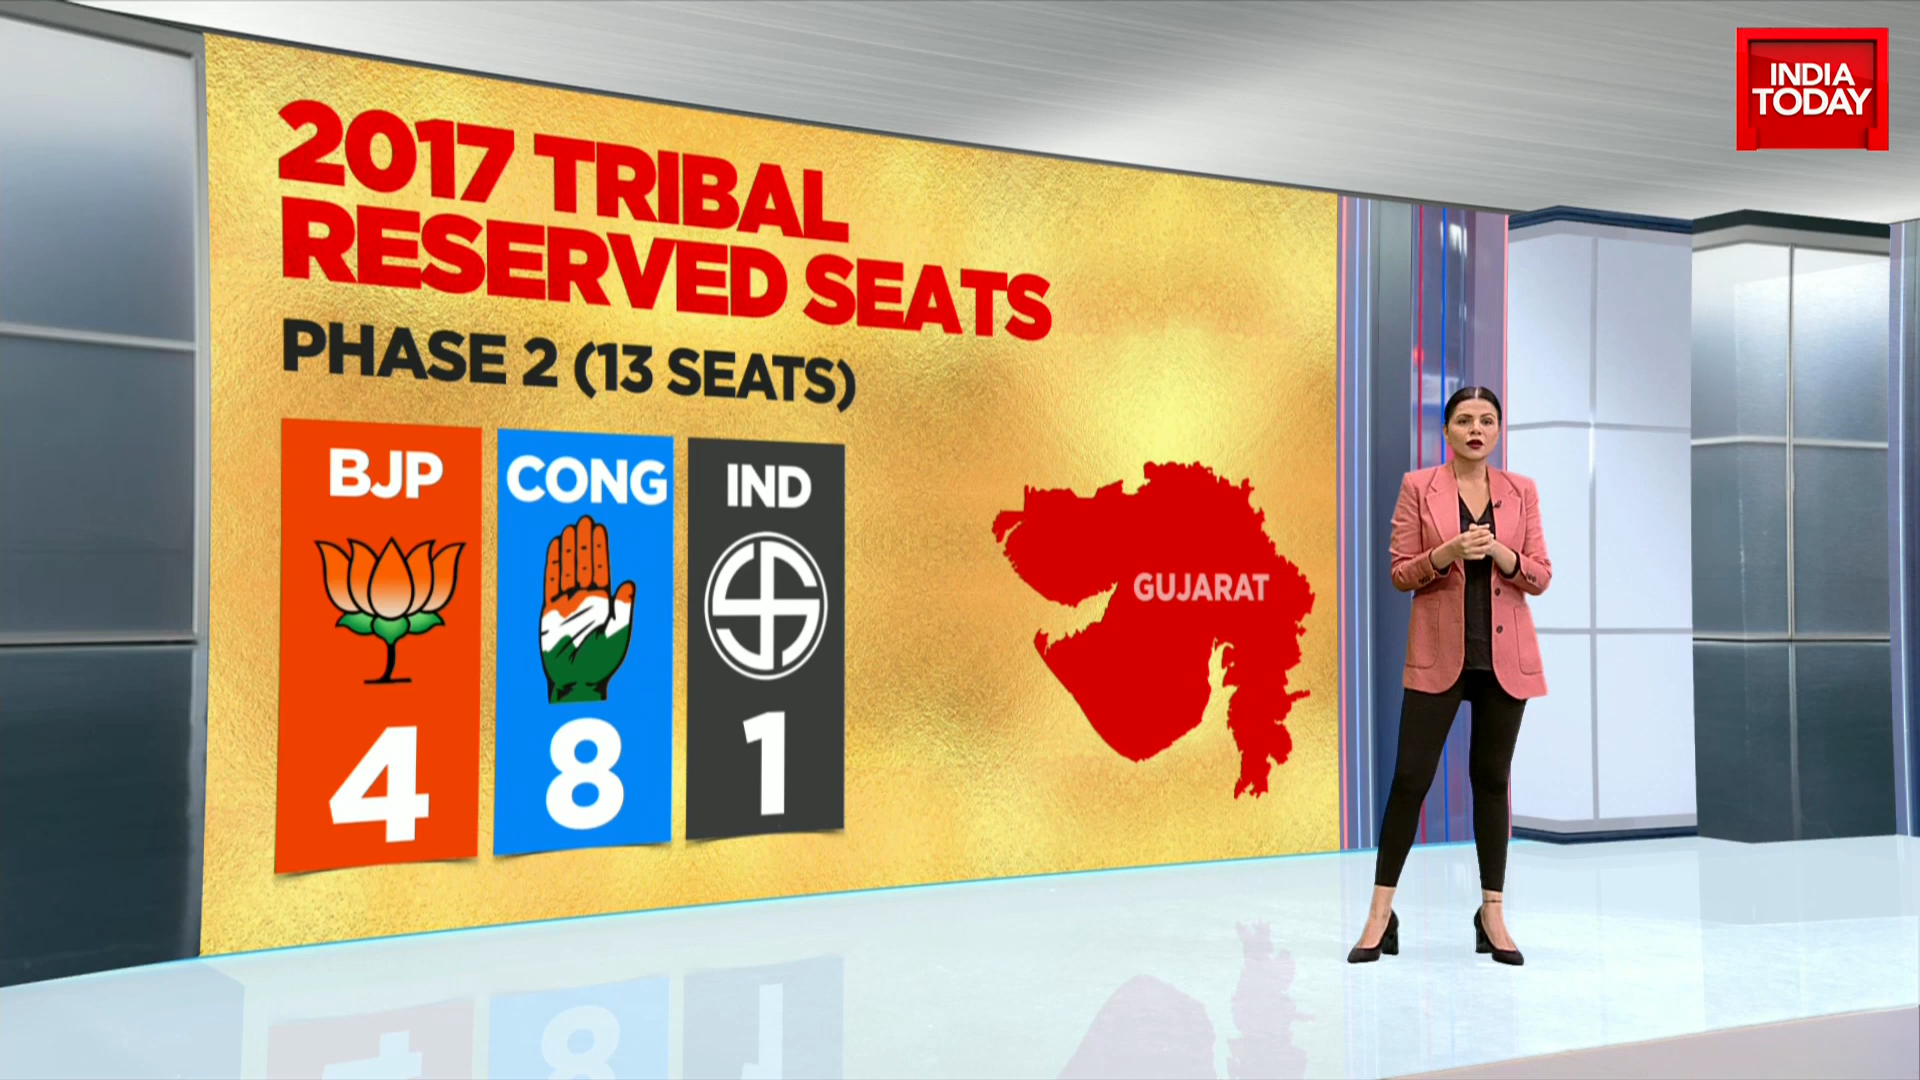 INDIA
TODAY
2017 TRIBAL
RESERVED SEATS
PHASE 2 (13 SEATS)
BJP
CONG
IND
4
8
1
GUJARAT